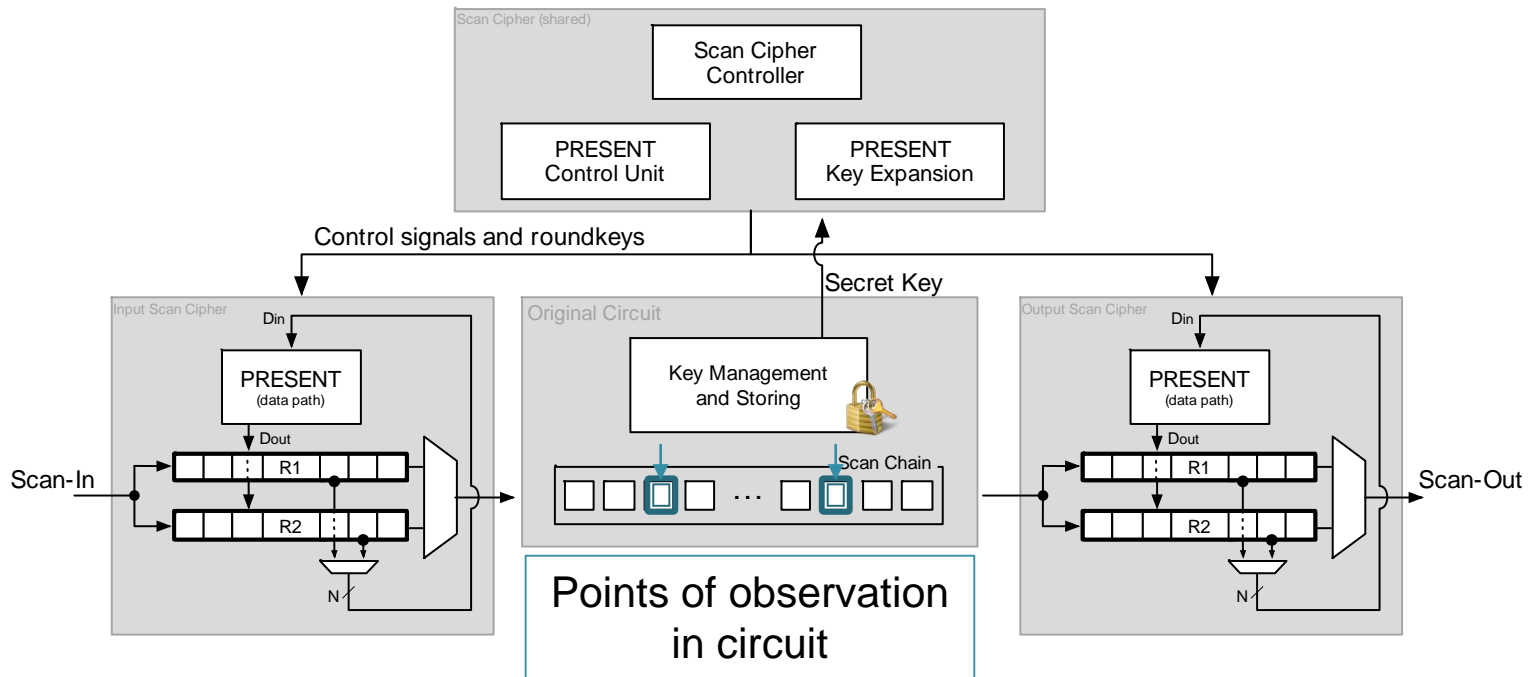 Scan Cipher (shared)
Scan Cipher
Controller
PRESENT
Control Unit
PRESENT
Key Expansion
Control signals and roundkeys
Secret Key
Input Scan Cipher
Din
PRESENT
(data path)
Dout
R1
R2
N
Scan-In
Original Circuit
Key Management
and Storing
Scan Chain
...
Output Scan Cipher
Din
PRESENT
(data path)
Dout
R1
R2
N
Scan-Out
Points of observation
in circuit